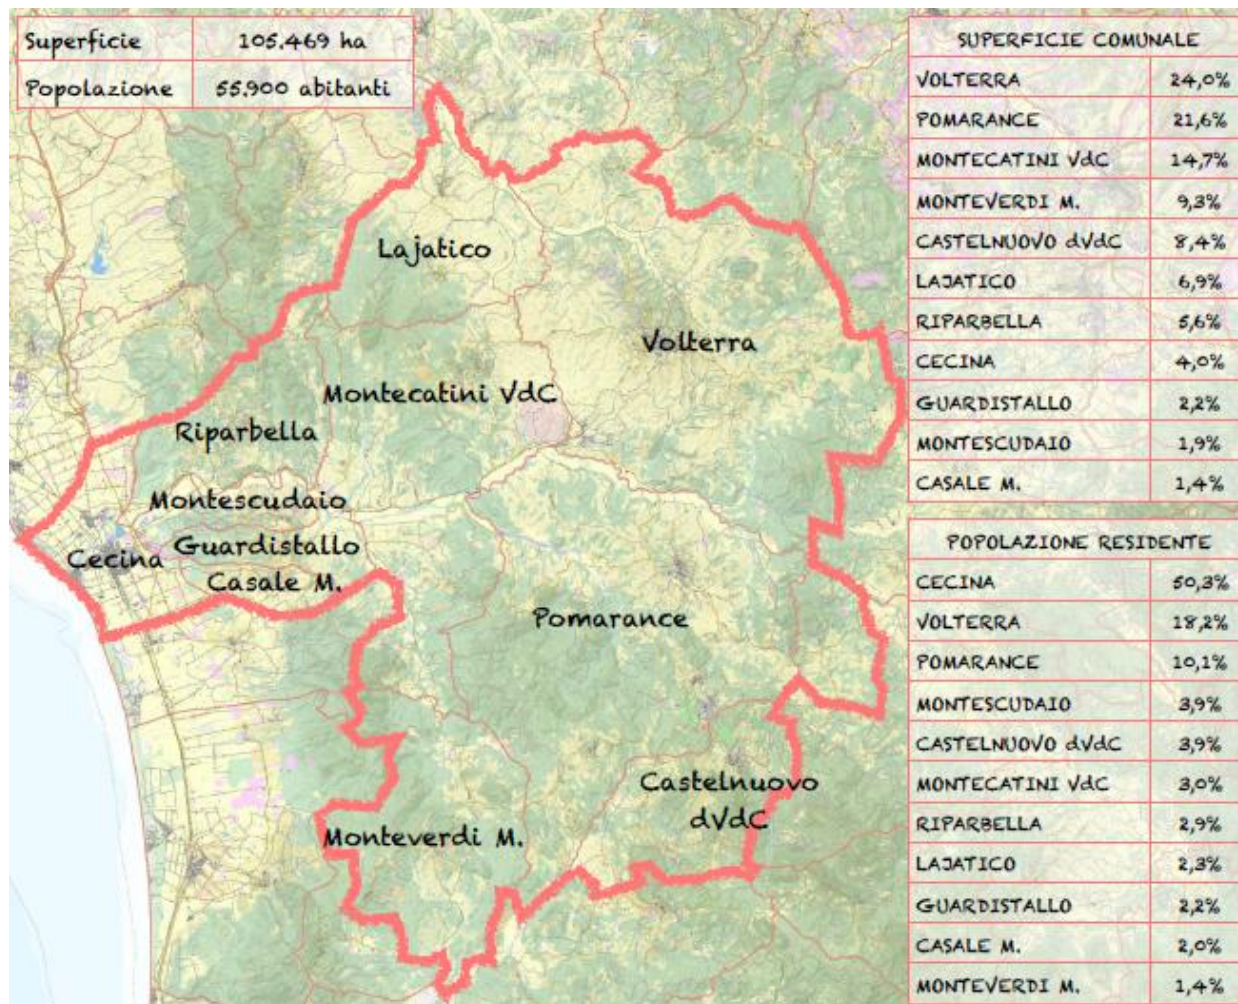 Superficie 105.469 ha
Popolazione 55.900 abitanti
Lajatico
Volterra
Montecatini VdC
Riparbella
Montescudaio
Guardistallo
Cecina
Casale M.
Pomarance
Castelnuovo
dVdC
Monteverdi M.
SUPERFICIE COMUNALE
VOLTERRA 24,0%
POMARANCE 21,6%
MONTECATINI VdC 14,7%
MONTEVERDI M. 9,3%
CASTELNUOVO dVdC 8,4%
LAJATICO 6,9%
RIPARBELLA 5,6%
CECINA 4,0%
GUARDISTALLO 2,2%
MONTESCUDAIO 1,9%
CASALE M. 1,4%
POPOLAZIONE RESIDENTE
CECINA 50,3%
VOLTERRA 18,2%
POMARANCE 10,1%
MONTESCUDAIO 3,9%
CASTELNUOVO dVdC 3,9%
MONTECATINI VdC 3,0%
RIPARBELLA 2,9%
LAJATICO 2,3%
GUARDISTALLO 2,2%
CASALE M. 2,0%
MONTEVERDI M. 1,4%